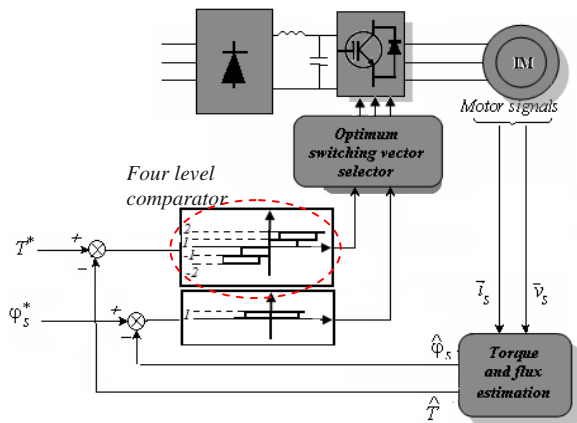 IM
Motor signals
Optimum
switching vector
selector
Four level
comparator
2
1
-1
-2
T*
+
−
φs*
+
−
1
i̅s
v̅s
φ̂s
T̂
Torque
and flux
estimation